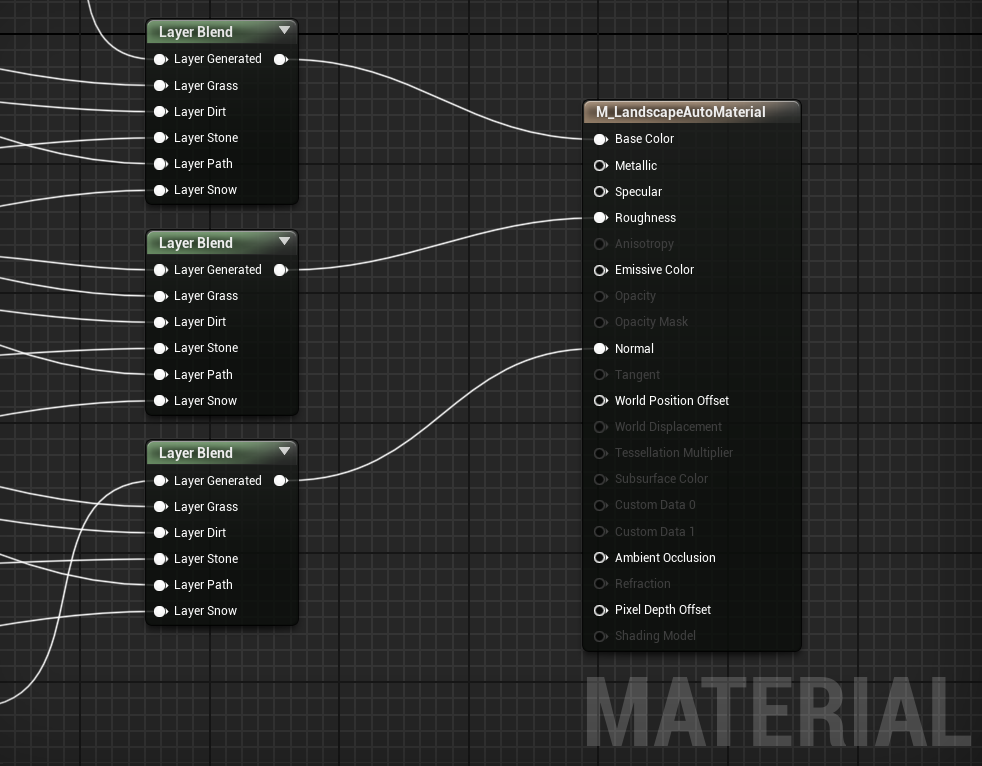 Layer Blend
Layer Generated
Layer Grass
Layer Dirt
Layer Stone
Layer Path
Layer Snow
Layer Blend
Layer Generated
Layer Grass
Layer Dirt
Layer Stone
Layer Path
Layer Snow
Layer Blend
Layer Generated
Layer Grass
Layer Dirt
Layer Stone
Layer Path
Layer Snow
M_LandscapeAutoMaterial
Base Color
Metallic
Specular
Roughness
Anisotropy
Emissive Color
Opacity
Opacity Mask
Normal
Tangent
World Position Offset
World Displacement
Tessellation Multiplier
Subsurface Color
Custom Data 0
Custom Data 1
Ambient Occlusion
Refraction
Pixel Depth Offset
Shading Model
MATERIAL